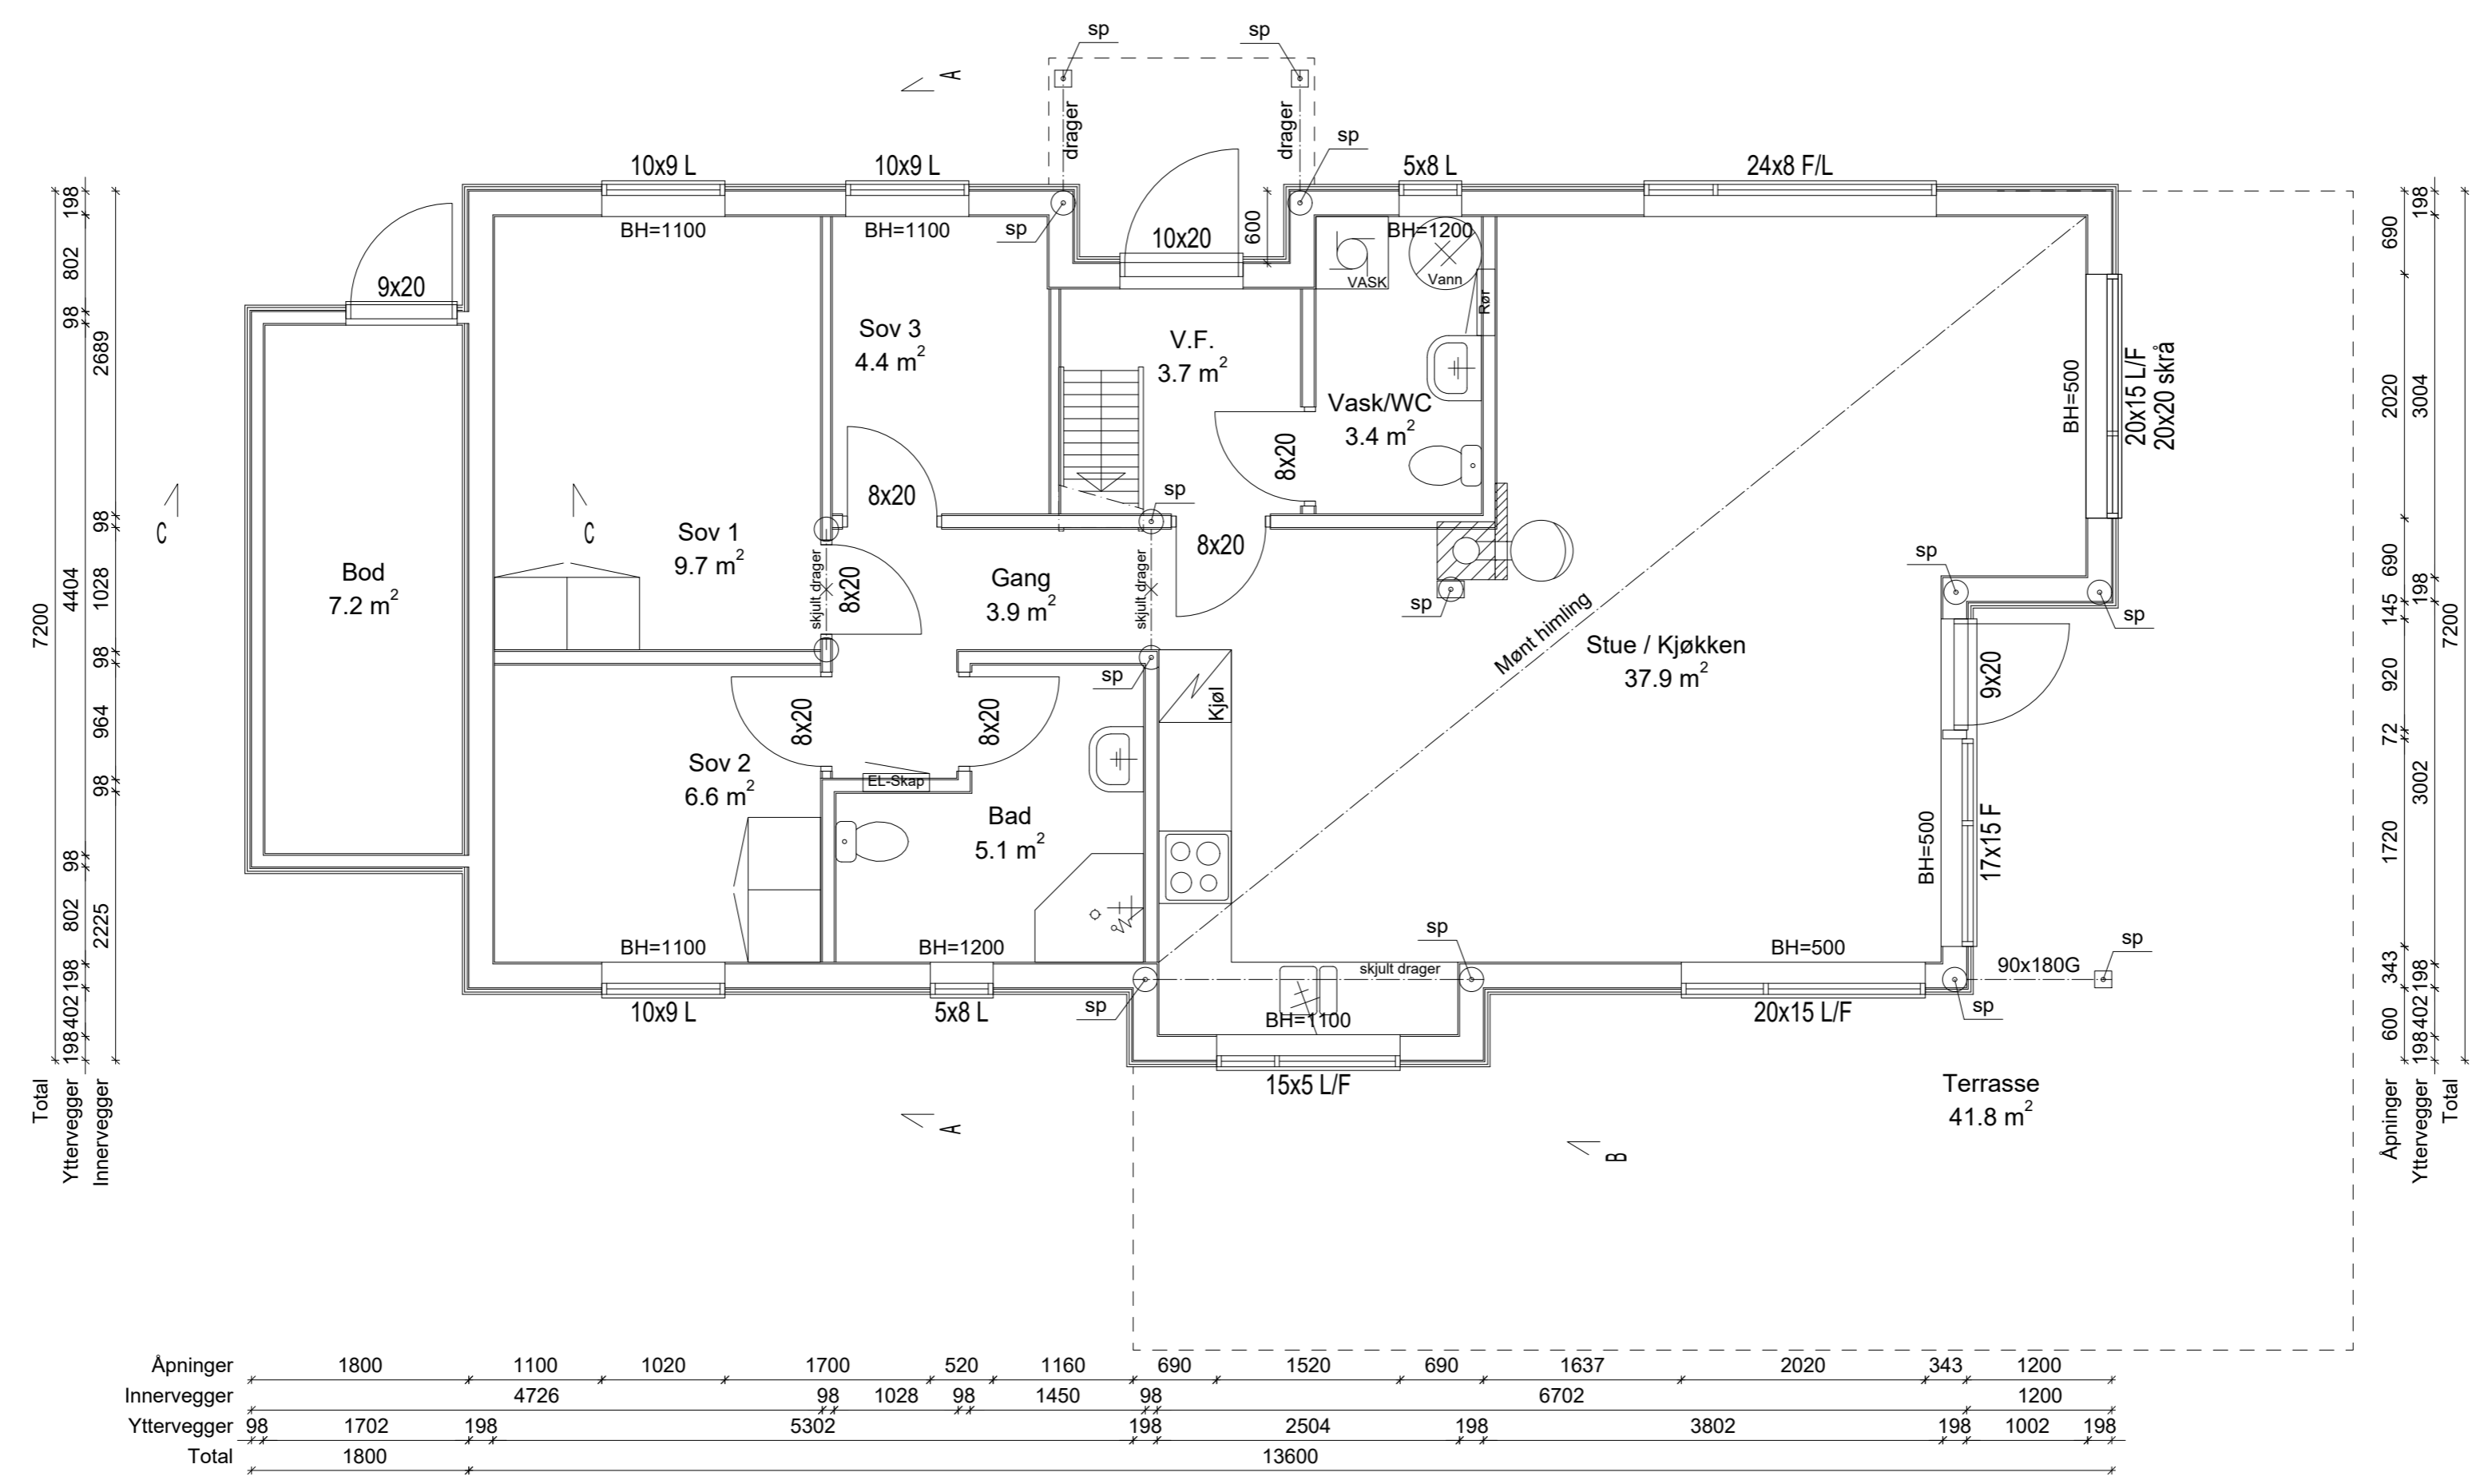 sp
sp
A
drager
drager
sp
10x9 L
10x9 L
5x8 L
24x8 F/L
BH=1100
BH=1100
sp
10x20
600
BH=1200
9x20
VASK
Vann
Rør
Sov 3
4.4 m²
V.F.
3.7 m²
Vask/WC
3.4 m²
8x20
BH=500
20x15 L/F
20x20 skrå
8x20
sp
C
C
Sov 1
9.7 m²
8x20
sp
Bod
7.2 m²
skjult drager
8x20
Gang
3.9 m²
skjult drager
sp
sp
Mønt himling
Stue / Kjøkken
37.9 m²
9x20
sp
Kjøl
8x20
8x20
Sov 2
6.6 m²
EL-Skap
Bad
5.1 m²
BH=500
17x15 F
BH=1100
BH=1200
sp
skjult drager
BH=500
90x180G
sp
10x9 L
5x8 L
sp
BH=1100
20x15 L/F
sp
15x5 L/F
Terrasse
41.8 m²
A
B
7200
Total
198
802
98
4404
98
802
198
402
198
Yttervegger
2689
98
1028
98
964
98
2225
Innervegger
690
2020
690
145
920
72
1720
343
600
Åpninger
198
3004
198
3002
198
402
198
Yttervegger
7200
Total
Åpninger 1800 1100 1020 1700 520 1160 690 1520 690 1637 2020 343 1200
Innervegger 4726 98 1028 98 1450 98 6702 1200
Yttervegger 98 1702 198 5302 198 2504 198 3802 198 1002 198
Total 1800 13600